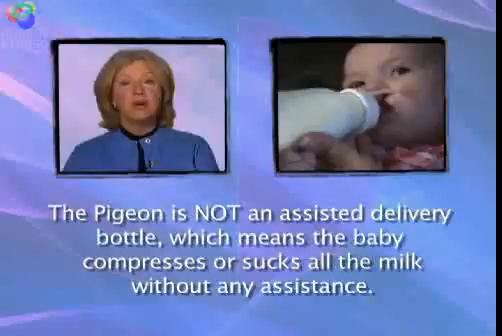 The Pigeon is NOT an assisted delivery
bottle, which means the baby
compresses or sucks all the milk
without any assistance.